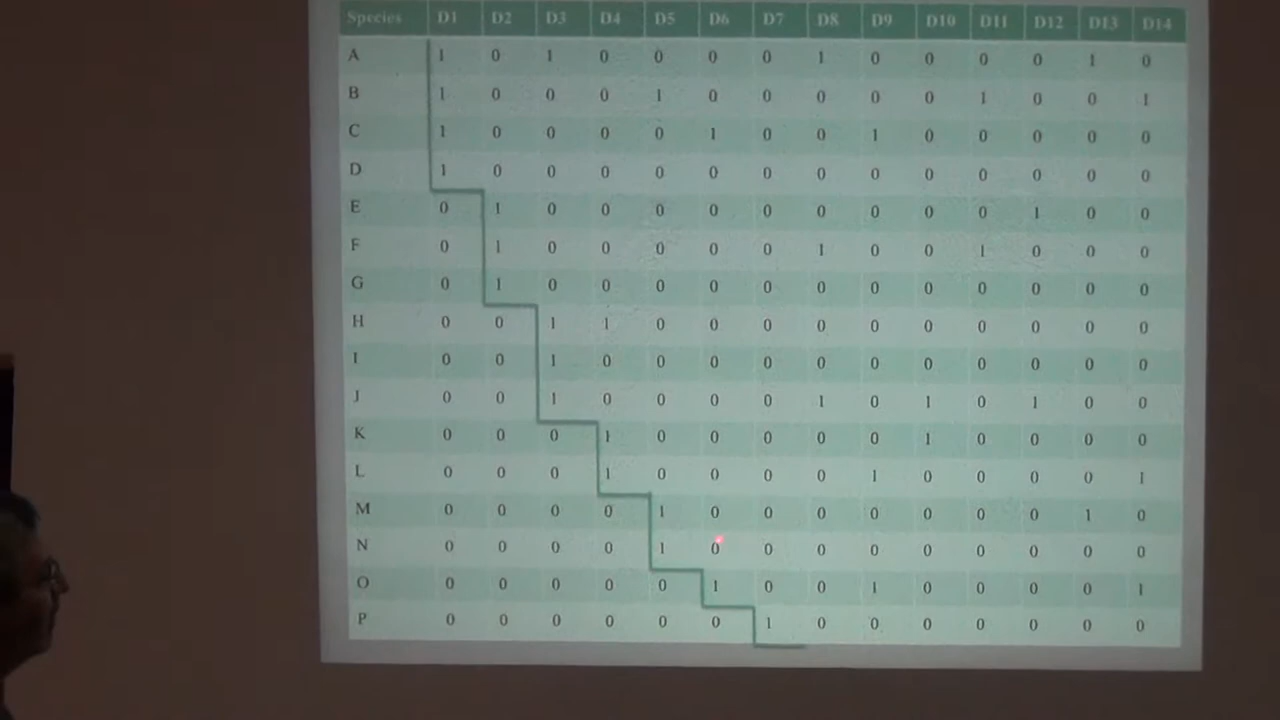 Species D1 D2 D3 D4 D5 D6 D7 D8 D9 D10 D11 D12 D13 D14
A 1 0 1 0 0 0 0 1 0 0 0 0 1 0
B 1 0 0 0 1 0 0 0 0 0 1 0 0 1
C 1 0 0 0 0 1 0 0 1 0 0 0 0 0
D 1 0 0 0 0 0 0 0 0 0 0 0 0 0
E 0 1 0 0 0 0 0 0 0 0 0 1 0 0
F 0 1 0 0 0 0 0 1 0 0 1 0 0 0
G 0 1 0 0 0 0 0 0 0 0 0 0 0 0
H 0 0 1 1 0 0 0 0 0 0 0 0 0 0
I 0 0 1 0 0 0 0 0 0 0 0 0 0 0
J 0 0 1 0 0 0 0 1 0 1 0 1 0 0
K 0 0 0 1 0 0 0 0 0 1 0 0 0 0
L 0 0 0 1 0 0 0 0 1 0 0 0 0 1
M 0 0 0 0 1 0 0 0 0 0 0 0 1 0
N 0 0 0 0 1 0 0 0 0 0 0 0 0 0
O 0 0 0 0 0 1 0 0 1 0 0 0 0 1
P 0 0 0 0 0 0 1 0 0 0 0 0 0 0